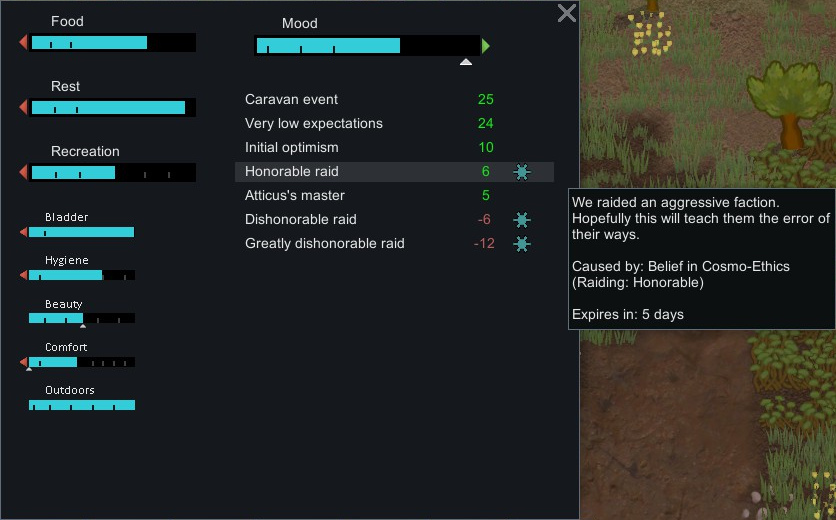 Food
Rest
Recreation
Bladder
Hygiene
Beauty
Comfort
Outdoors
Mood
Caravan event 25
Very low expectations 24
Initial optimism 10
Honorable raid 6
Atticus's master 5
Dishonorable raid -6
Greatly dishonorable raid -12
We raided an aggressive faction.
Hopefully this will teach them the error of
their ways.
Caused by: Belief in Cosmo-Ethics
(Raiding: Honorable)
Expires in: 5 days